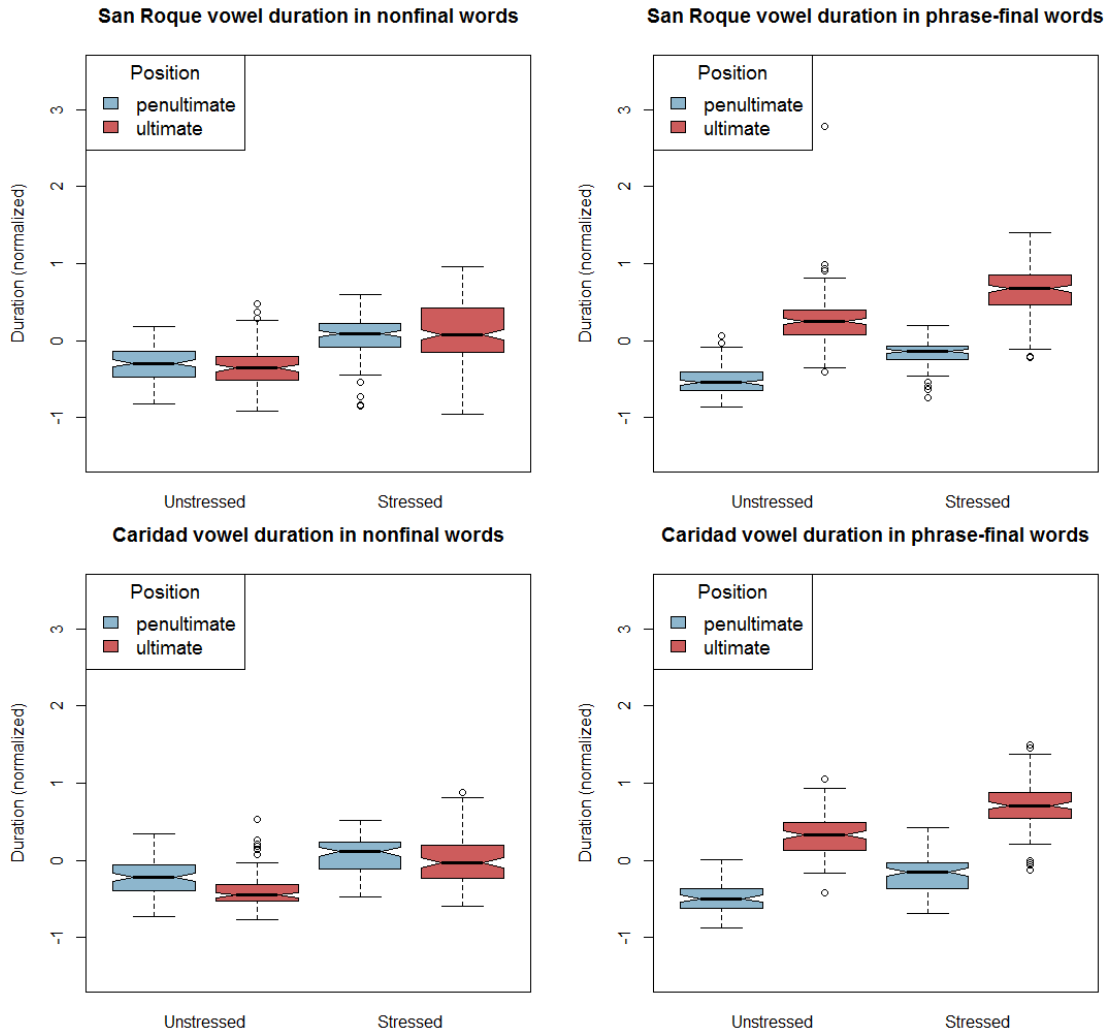 San Roque vowel duration in nonfinal words
Position
penultimate
ultimate
Duration (normalized)
3
2
1
0
-1
Unstressed Stressed
San Roque vowel duration in phrase-final words
Position
penultimate
ultimate
Duration (normalized)
3
2
1
0
-1
Unstressed Stressed
Caridad vowel duration in nonfinal words
Position
penultimate
ultimate
Duration (normalized)
3
2
1
0
-1
Unstressed Stressed
Caridad vowel duration in phrase-final words
Position
penultimate
ultimate
Duration (normalized)
3
2
1
0
-1
Unstressed Stressed